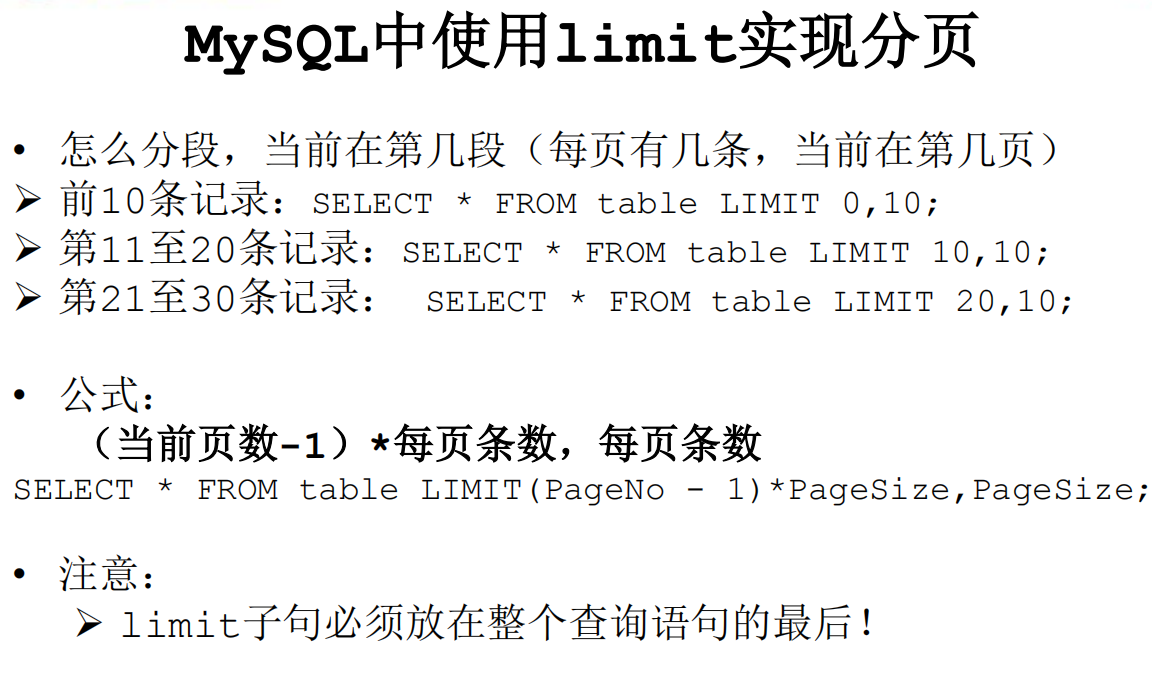 MySQL中使用limit实现分页
• 怎么分段，当前在第几段（每页有几条，当前在第几页）
➢ 前10条记录：SELECT * FROM table LIMIT 0,10;
➢ 第11至20条记录：SELECT * FROM table LIMIT 10,10;
➢ 第21至30条记录： SELECT * FROM table LIMIT 20,10;
• 公式：
（当前页数-1）*每页条数，每页条数
SELECT * FROM table LIMIT(PageNo - 1)*PageSize,PageSize;
• 注意：
➢ limit子句必须放在整个查询语句的最后！